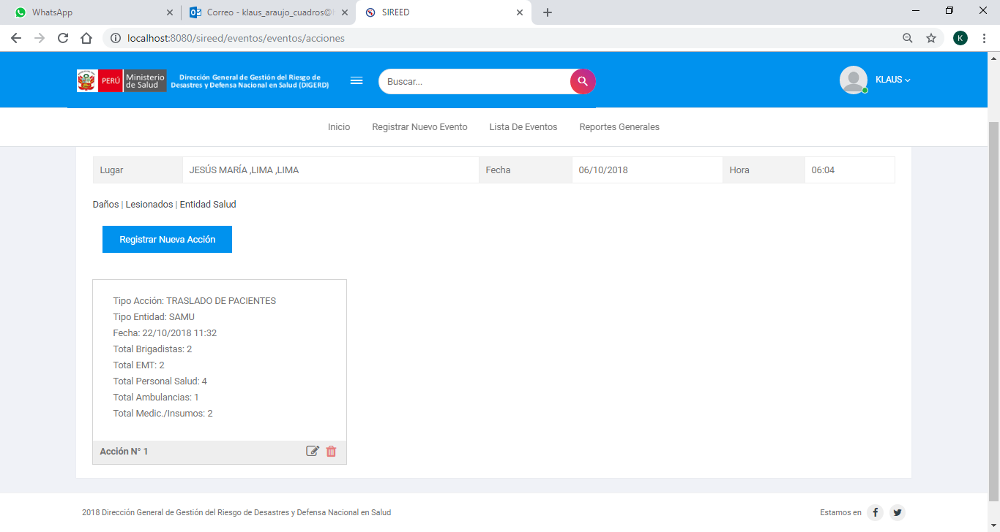 WhatsApp
Correo - klaus_araujo_cuadros@
SIREED
localhost:8080/sireed/eventos/eventos/acciones
K
PERÚ
Ministerio
de Salud
Dirección General de Gestión del Riesgo de
Desastres y Defensa Nacional en Salud (DIGERD)
Buscar...
KLAUS
Inicio
Registrar Nuevo Evento
Lista De Eventos
Reportes Generales
Lugar
JESÚS MARÍA ,LIMA ,LIMA
Fecha
06/10/2018
Hora
06:04
Daños | Lesionados | Entidad Salud
Registrar Nueva Acción
Tipo Acción: TRASLADO DE PACIENTES
Tipo Entidad: SAMU
Fecha: 22/10/2018 11:32
Total Brigadistas: 2
Total EMT: 2
Total Personal Salud: 4
Total Ambulancias: 1
Total Medic./Insumos: 2
Acción N° 1
2018 Dirección General de Gestión del Riesgo de Desastres y Defensa Nacional en Salud
Estamos en